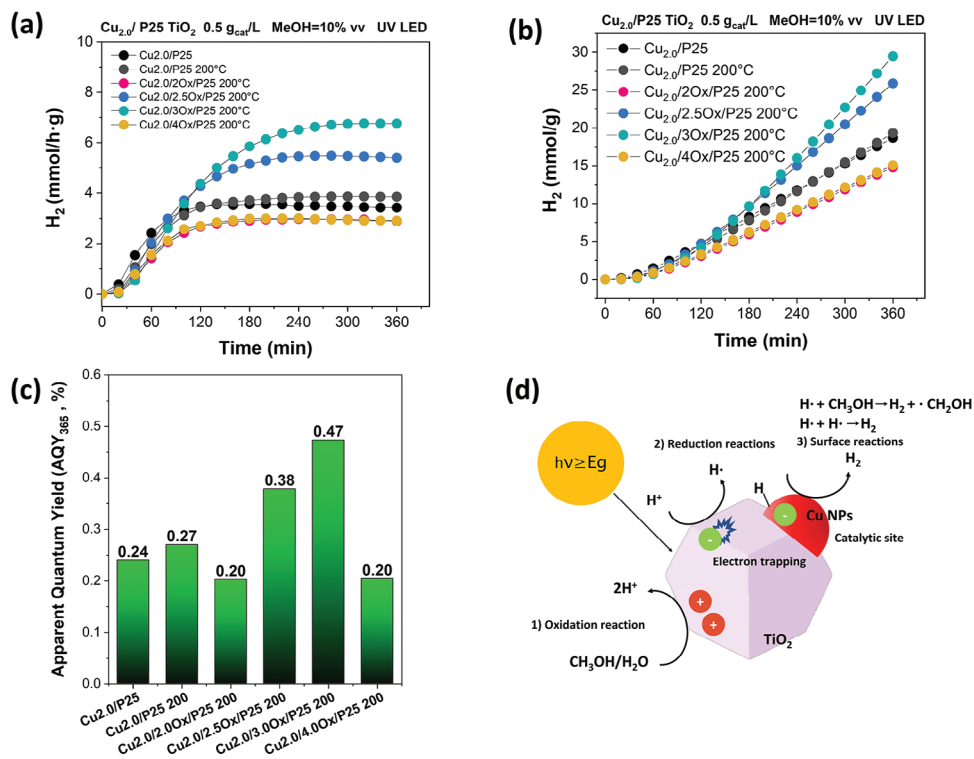 (a)
Cu2.0/ P25 TiO2 0.5 gcat/L MeOH=10% vv UV LED
H2 (mmol/h·g)
10
8
6
4
2
0
Cu2.0/P25
Cu2.0/P25 200°C
Cu2.0/2Ox/P25 200°C
Cu2.0/2.5Ox/P25 200°C
Cu2.0/3Ox/P25 200°C
Cu2.0/4Ox/P25 200°C
0 60 120 180 240 300 360
Time (min)
(b)
Cu2.0/P25 TiO2 0.5 gcat/L MeOH=10% vv UV LED
H2 (mmol/g)
30
25
20
15
10
5
0
Cu2.0/P25
Cu2.0/P25 200°C
Cu2.0/2Ox/P25 200°C
Cu2.0/2.5Ox/P25 200°C
Cu2.0/3Ox/P25 200°C
Cu2.0/4Ox/P25 200°C
0 60 120 180 240 300 360
Time (min)
(c)
Apparent Quantum Yield (AQY365, %)
0.6
0.5
0.4
0.3
0.2
0.1
0.0
0.24
0.27
0.20
0.38
0.47
0.20
Cu2.0/P25
Cu2.0/P25 200
Cu2.0/2.0Ox/P25 200
Cu2.0/2.5Ox/P25 200
Cu2.0/3.0Ox/P25 200
Cu2.0/4.0Ox/P25 200
(d)
H· + CH3OH→H2 + · CH2OH
H· + H· →H2
3) Surface reactions
2) Reduction reactions
hν≥Eg
H·
H2
H+
H
Cu NPs
-
-
Catalytic site
Electron trapping
2H+
+
+
1) Oxidation reaction
TiO2
CH3OH/H2O